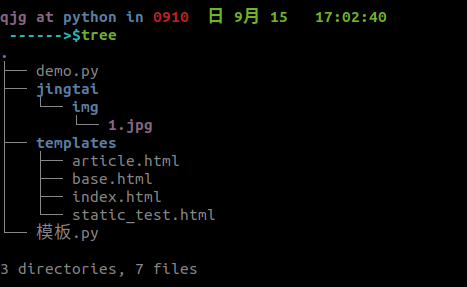 qjg at python in 0910 日 9月 15 17:02:40
------>$tree
.
├── demo.py
├── jingtai
│   └── img
│       └── 1.jpg
├── templates
│   ├── article.html
│   ├── base.html
│   ├── index.html
│   └── static_test.html
└── 模板.py
3 directories, 7 files